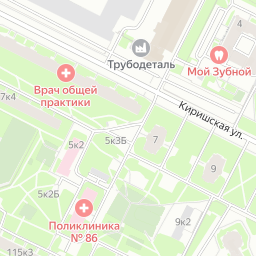 4
Трубодеталь
Мой Зубной
Врач общей
практики
7к4
Киришская ул.
5к3Б
7
5к2
9
5к2Б
Поликлиника
№ 86
9к2
115к3